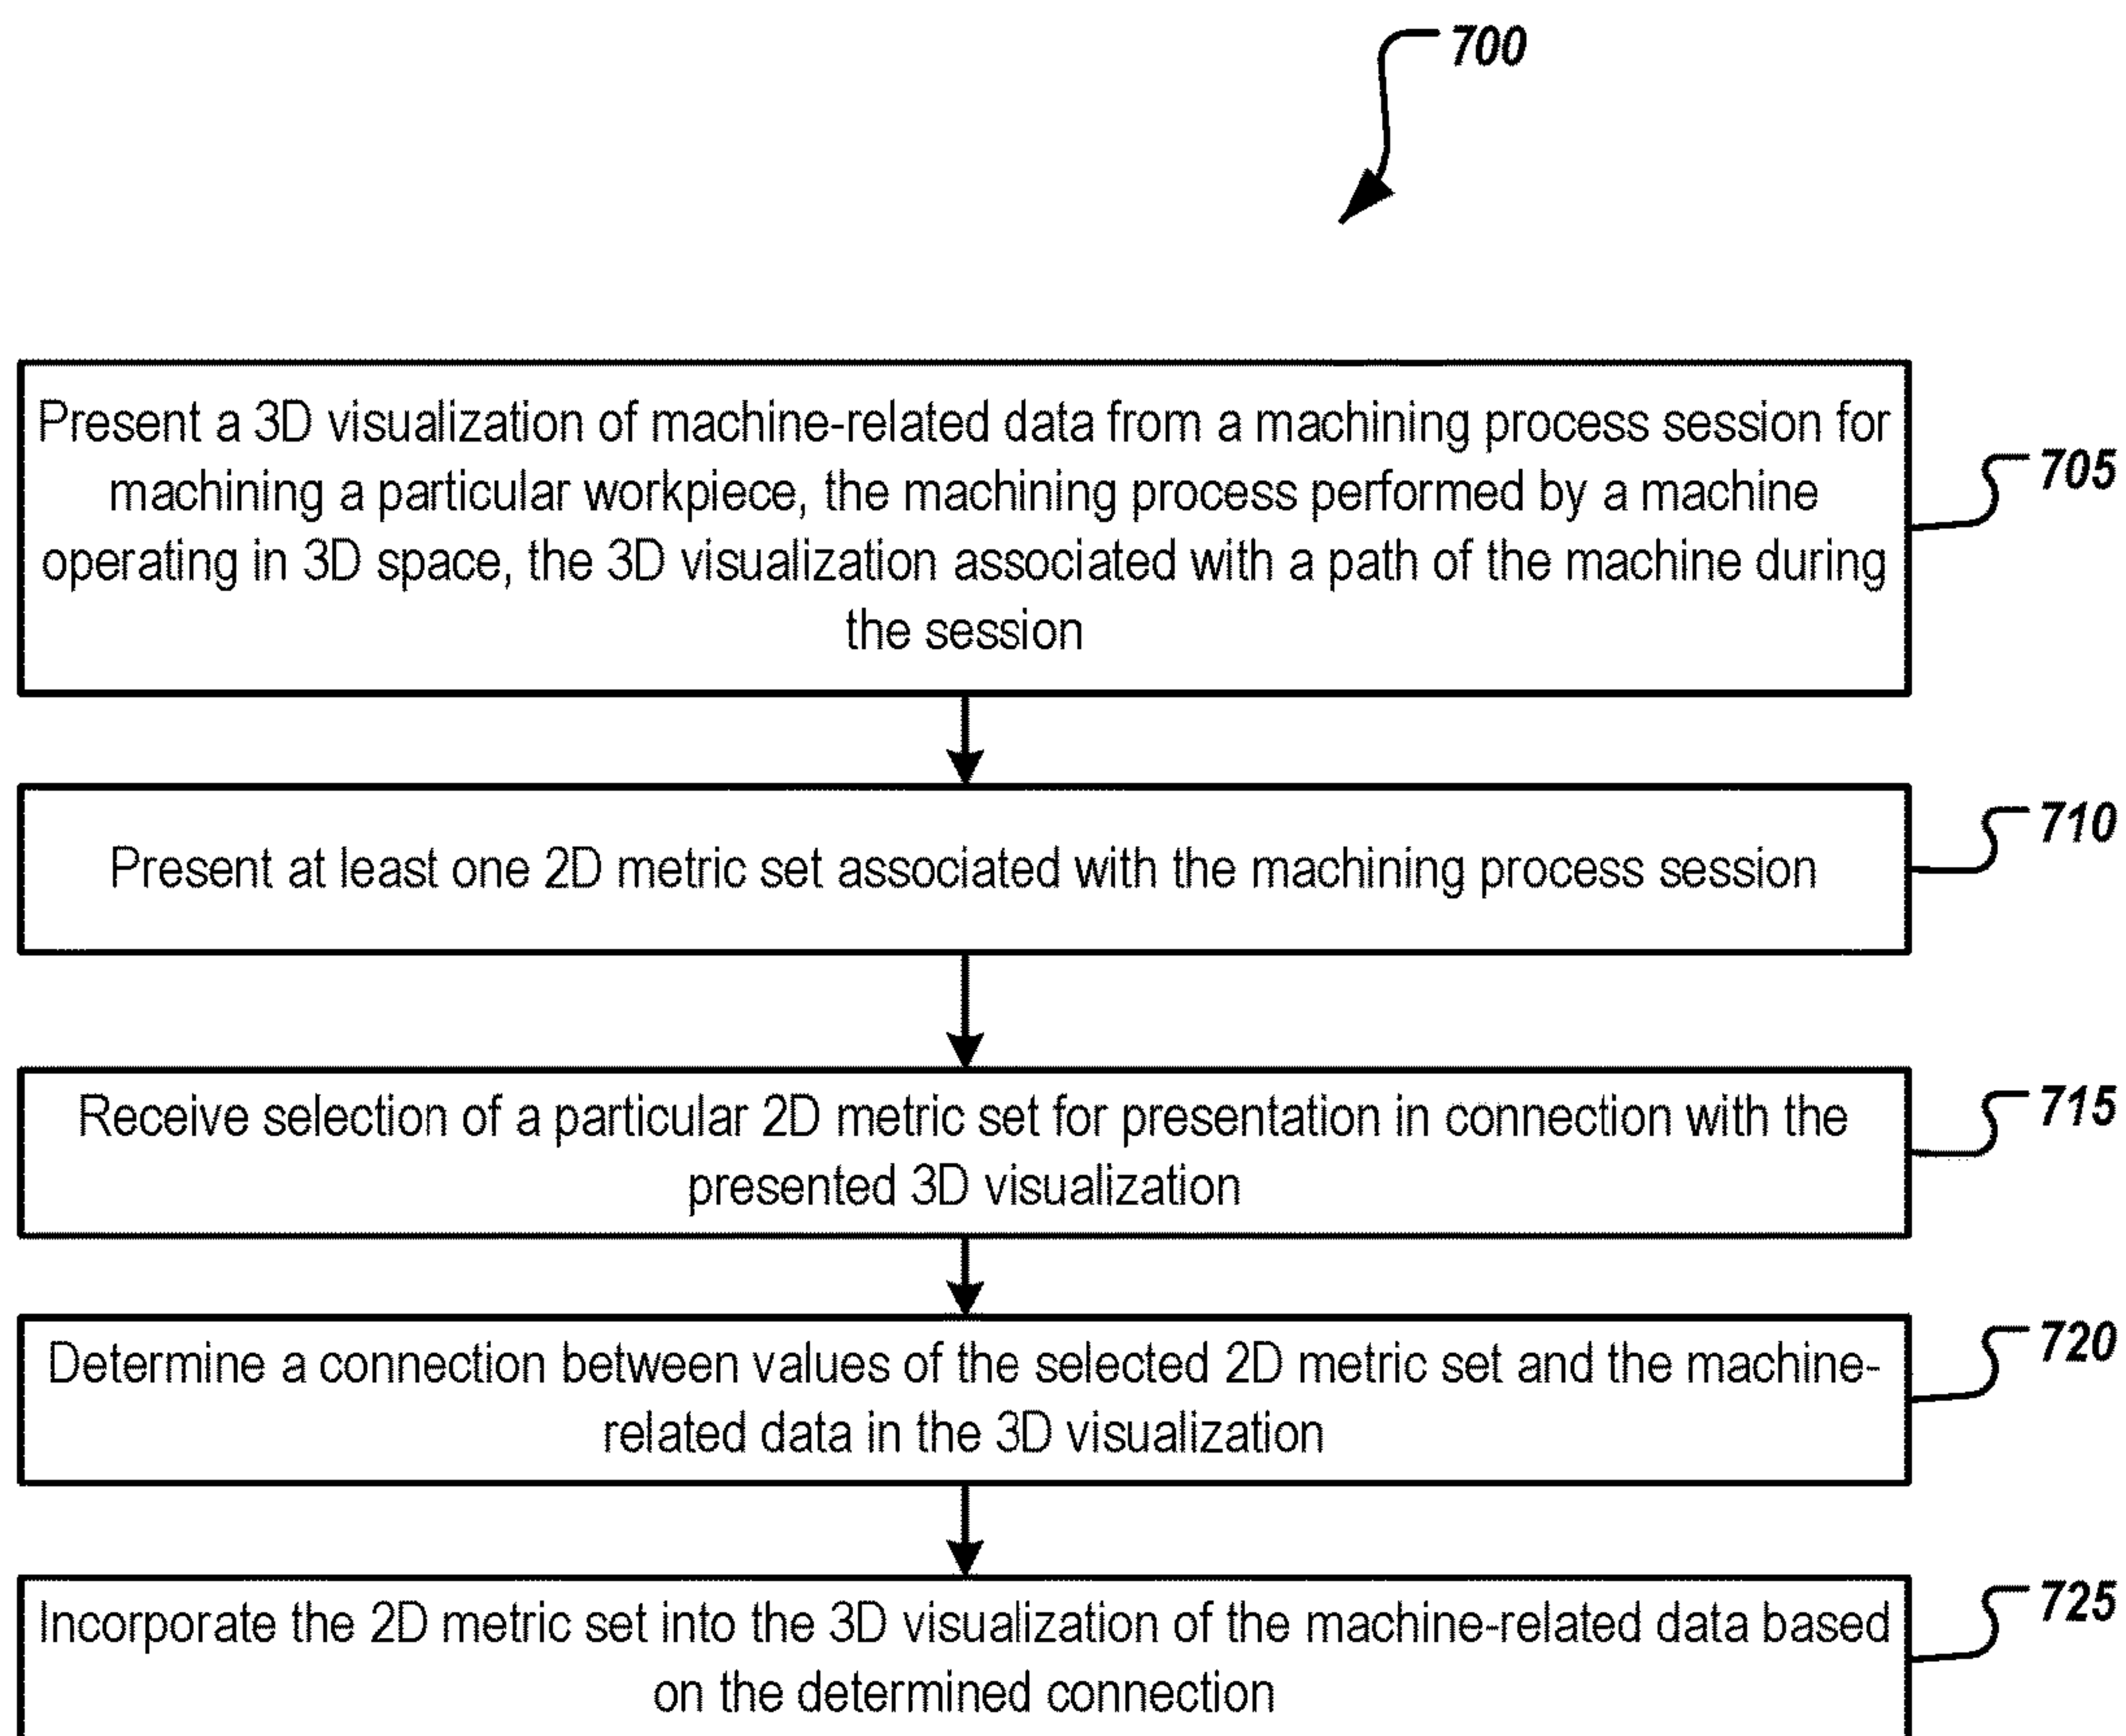 700
Present a 3D visualization of machine-related data from a machining process session for
machining a particular workpiece, the machining process performed by a machine
operating in 3D space, the 3D visualization associated with a path of the machine during
the session
705
Present at least one 2D metric set associated with the machining process session
710
Receive selection of a particular 2D metric set for presentation in connection with the
presented 3D visualization
715
Determine a connection between values of the selected 2D metric set and the machine-
related data in the 3D visualization
720
Incorporate the 2D metric set into the 3D visualization of the machine-related data based
on the determined connection
725